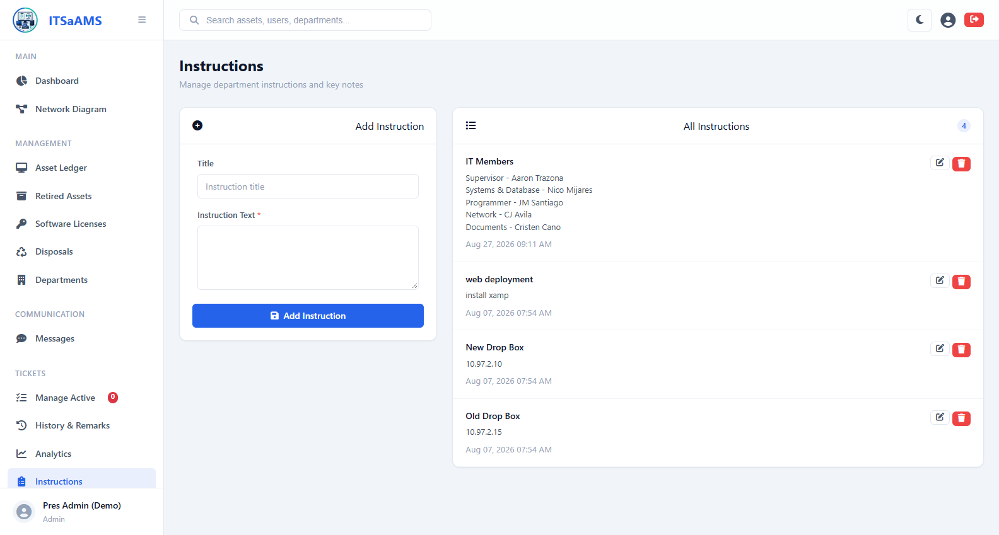 ITSaAMS
Search assets, users, departments...
MAIN
Dashboard
Network Diagram
MANAGEMENT
Asset Ledger
Retired Assets
Software Licenses
Disposals
Departments
COMMUNICATION
Messages
TICKETS
Manage Active 0
History & Remarks
Analytics
Instructions
Pres Admin (Demo)
Admin
Instructions
Manage department instructions and key notes
Add Instruction
Title
Instruction title
Instruction Text *
Add Instruction
All Instructions 4
IT Members
Supervisor - Aaron Trazona
Systems & Database - Nico Mijares
Programmer - JM Santiago
Network - CJ Avila
Documents - Cristen Cano
Aug 27, 2026 09:11 AM
web deployment
install xamp
Aug 07, 2026 07:54 AM
New Drop Box
10.97.2.10
Aug 07, 2026 07:54 AM
Old Drop Box
10.97.2.15
Aug 07, 2026 07:54 AM